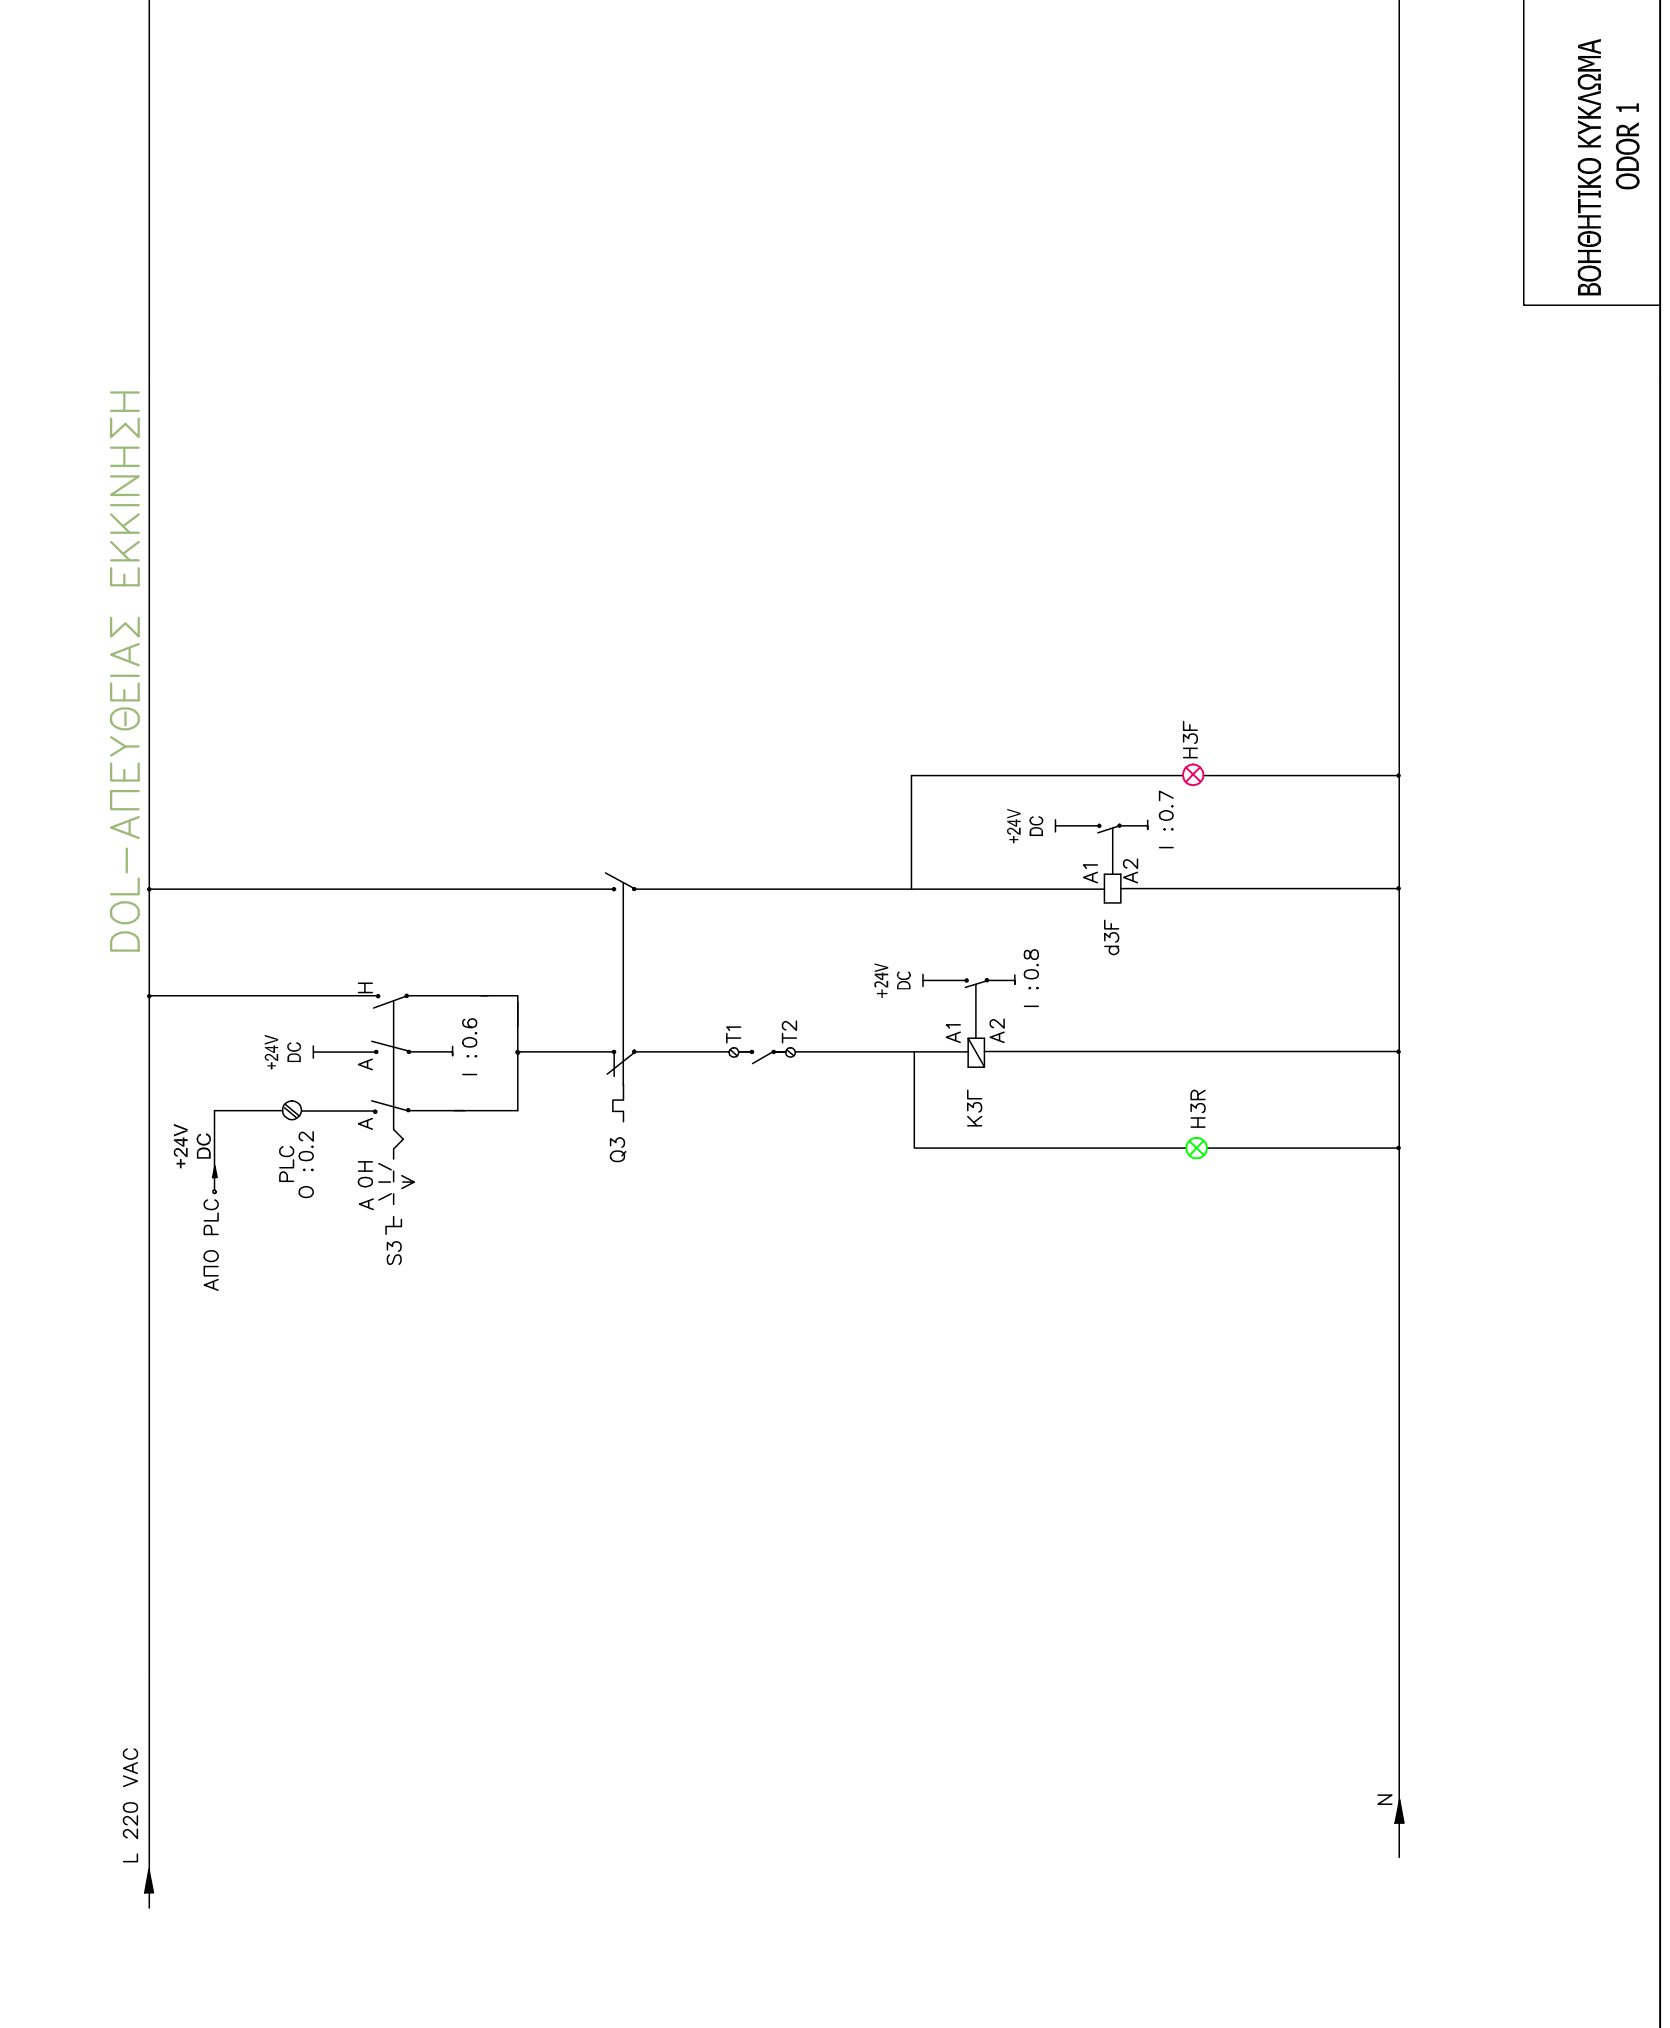 DOL-ΑΠΕΥΘΕΙΑΣ ΕΚΚΙΝΗΣΗ
L 220 VAC
+24V
DC
ΑΠΟ PLC
PLC
O :0.2
+24V
DC
A
A
H
I :0.6
A 0H
S3
Q3
T1
T2
+24V
DC
A1
A2
I :0.8
K3Γ
H3R
+24V
DC
A1
A2
I :0.7
d3F
H3F
N
ΒΟΗΘΗΤΙΚΟ ΚΥΚΛΩΜΑ
ODOR 1